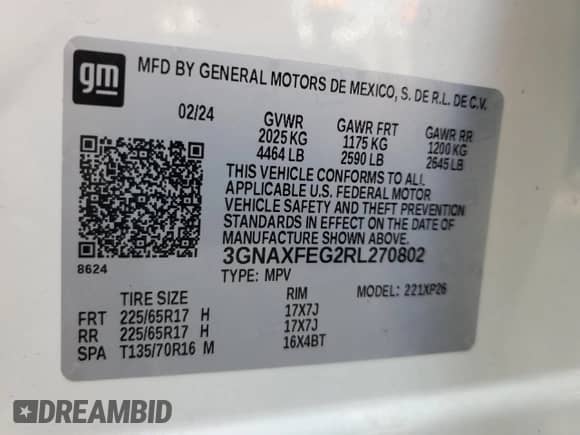 gm
MFD BY GENERAL MOTORS DE MEXICO, S. DE R.L. DE C.V.
02/24 GVWR GAWR FRT GAWR RR
2025 KG 1175 KG 1200 KG
4464 LB 2590 LB 2645 LB
THIS VEHICLE CONFORMS TO ALL
APPLICABLE U.S. FEDERAL MOTOR
VEHICLE SAFETY AND THEFT PREVENTION
STANDARDS IN EFFECT ON THE DATE OF
MANUFACTURE SHOWN ABOVE.
3GNAXFEG2RL270802
8624
TYPE: MPV MODEL: 221XP26
TIRE SIZE RIM
FRT 225/65R17 H 17X7J
RR 225/65R17 H 17X7J
SPA T135/70R16 M 16X4BT
DREAMBID